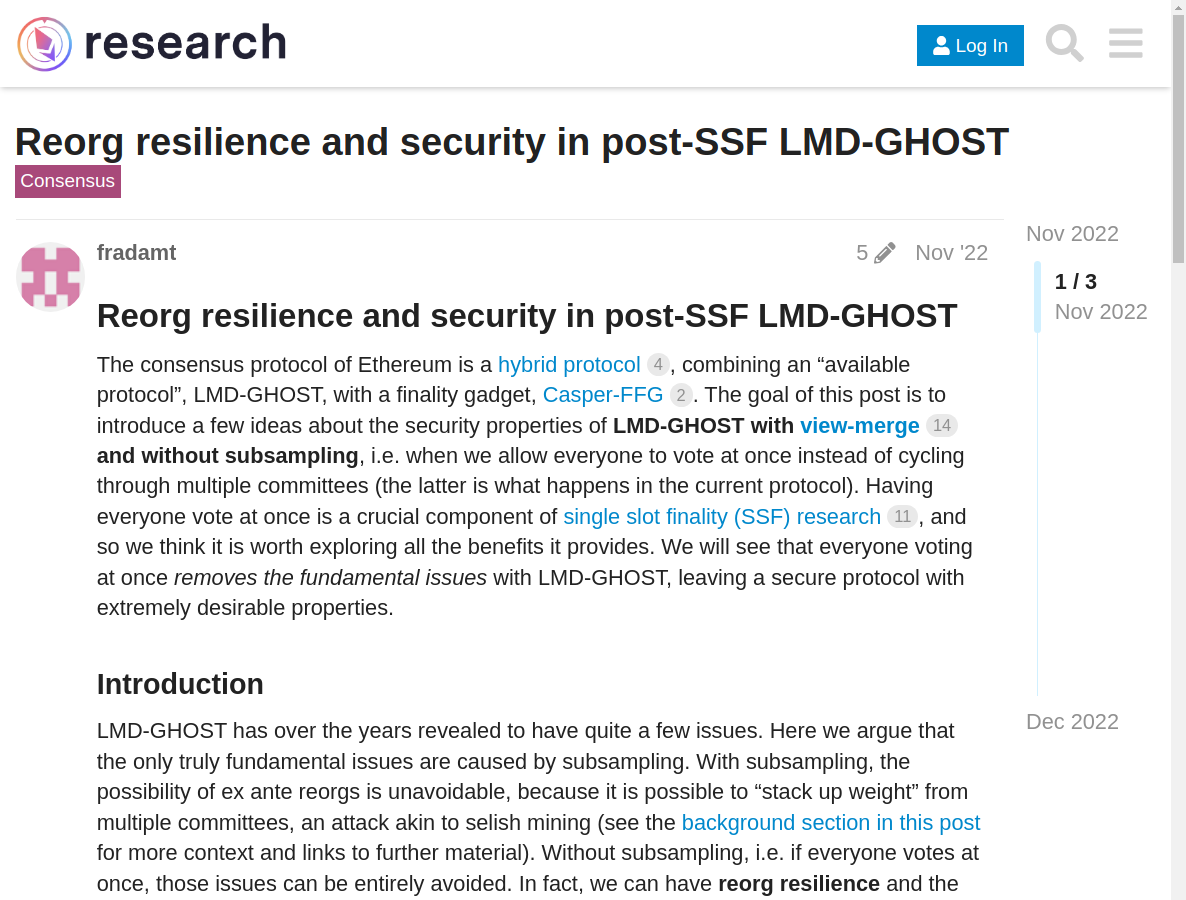 research
Log In
Reorg resilience and security in post-SSF LMD-GHOST
Consensus
fradamt
5
Nov '22
Nov 2022
1 / 3
Nov 2022
Dec 2022
Reorg resilience and security in post-SSF LMD-GHOST
The consensus protocol of Ethereum is a hybrid protocol 4, combining an “available
protocol”, LMD-GHOST, with a finality gadget, Casper-FFG 2. The goal of this post is to
introduce a few ideas about the security properties of LMD-GHOST with view-merge 14
and without subsampling, i.e. when we allow everyone to vote at once instead of cycling
through multiple committees (the latter is what happens in the current protocol). Having
everyone vote at once is a crucial component of single slot finality (SSF) research 11, and
so we think it is worth exploring all the benefits it provides. We will see that everyone voting
at once removes the fundamental issues with LMD-GHOST, leaving a secure protocol with
extremely desirable properties.
Introduction
LMD-GHOST has over the years revealed to have quite a few issues. Here we argue that
the only truly fundamental issues are caused by subsampling. With subsampling, the
possibility of ex ante reorgs is unavoidable, because it is possible to “stack up weight” from
multiple committees, an attack akin to selish mining (see the background section in this post
for more context and links to further material). Without subsampling, i.e. if everyone votes at
once, those issues can be entirely avoided. In fact, we can have reorg resilience and the